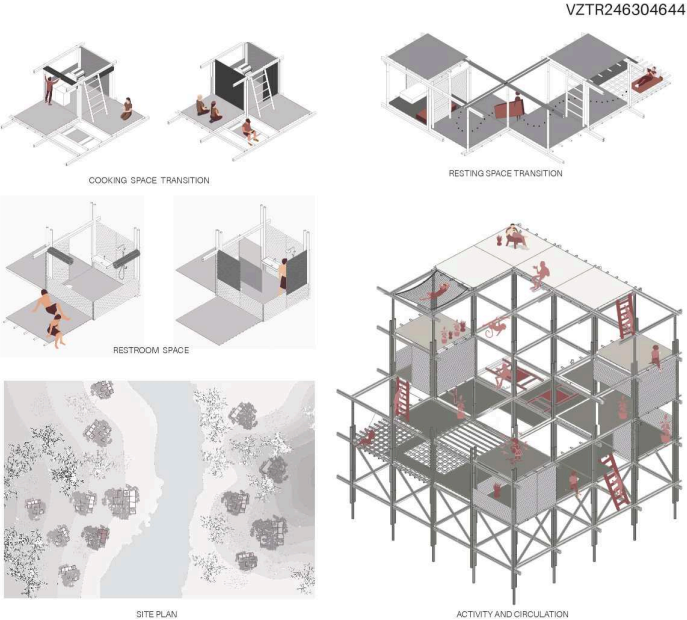 VZTR246304644
COOKING SPACE TRANSITION
RESTING SPACE TRANSITION
RESTROOM SPACE
SITE PLAN
ACTIVITY AND CIRCULATION